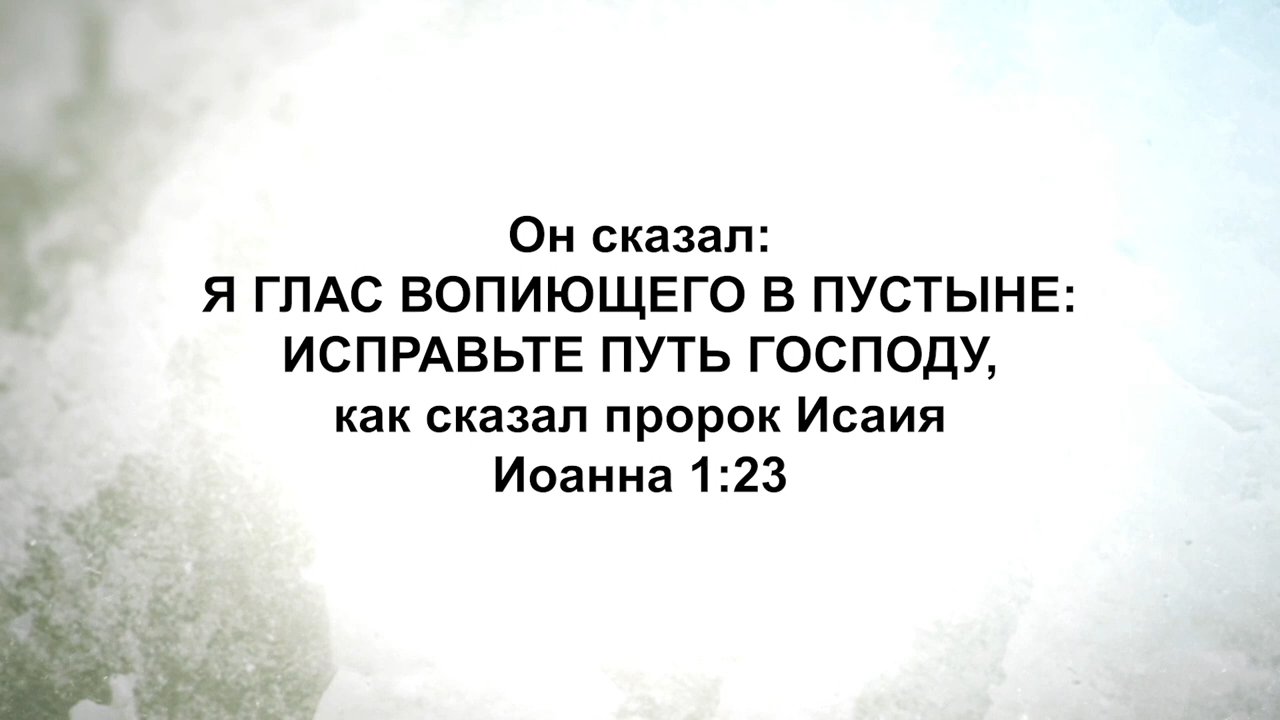 Он сказал:
Я ГЛАС ВОПИЮЩЕГО В ПУСТЫНЕ:
ИСПРАВЬТЕ ПУТЬ ГОСПОДУ,
как сказал пророк Исаия
Иоанна 1:23